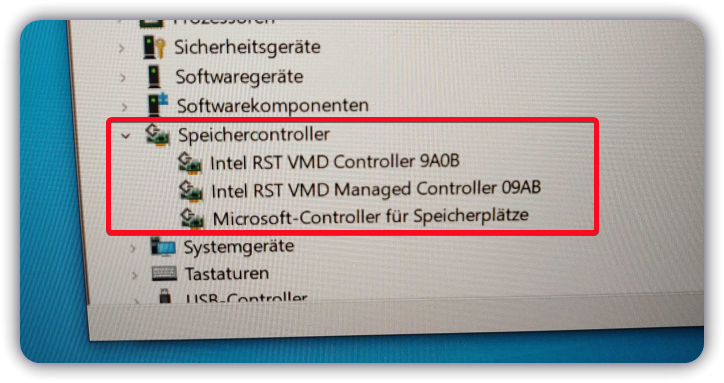 Prozessoren
Sicherheitsgeräte
Softwaregeräte
Softwarekomponenten
Speichercontroller
Intel RST VMD Controller 9A0B
Intel RST VMD Managed Controller 09AB
Microsoft-Controller für Speicherplätze
Systemgeräte
Tastaturen
USB-Controller